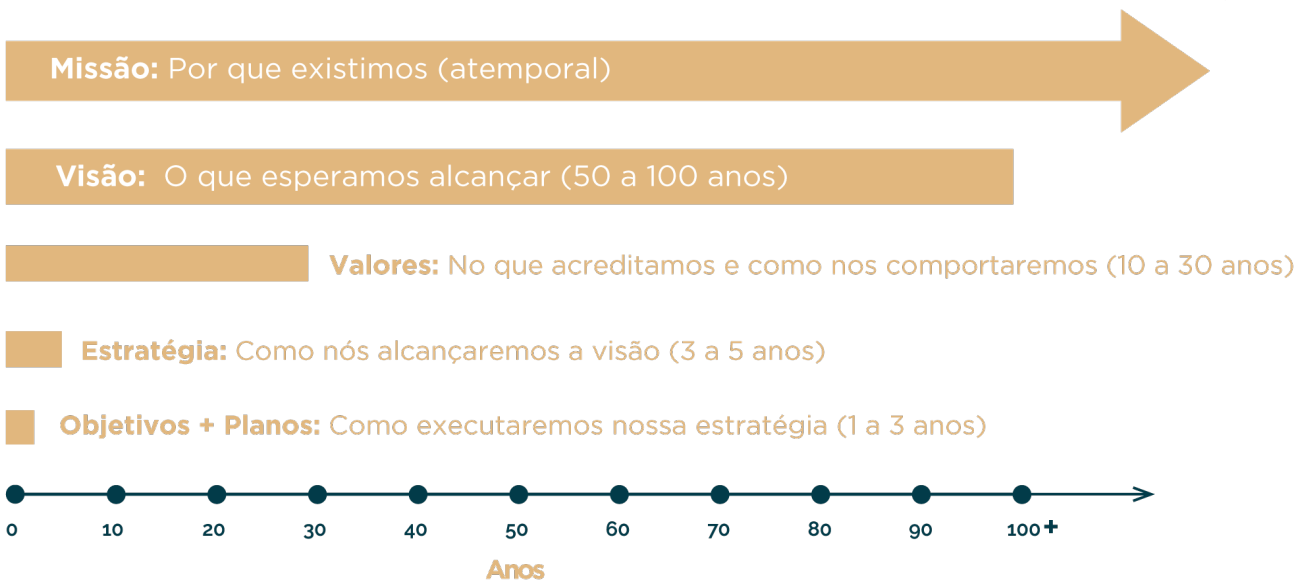 Missão: Por que existimos (atemporal)
Visão: O que esperamos alcançar (50 a 100 anos)
Valores: No que acreditamos e como nos comportaremos (10 a 30 anos)
Estratégia: Como nós alcançaremos a visão (3 a 5 anos)
Objetivos + Planos: Como executaremos nossa estratégia (1 a 3 anos)
0 10 20 30 40 50 60 70 80 90 100+
Anos